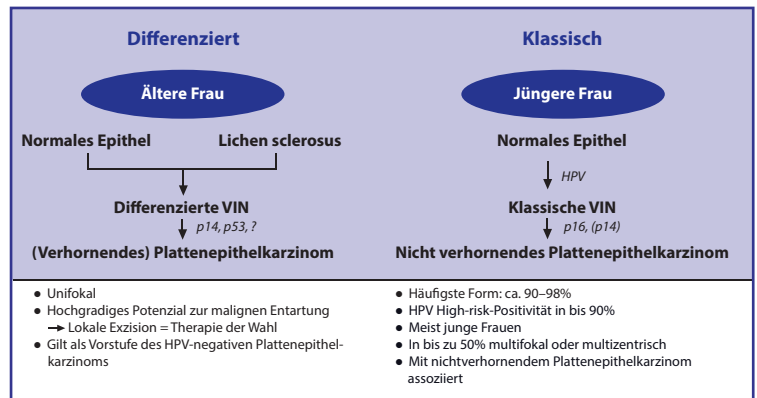 Differenziert
Ältere Frau
Normales Epithel
Lichen sclerosus
Differenzierte VIN
p14, p53, ?
(Verhornendes) Plattenepithelkarzinom
● Unifokal
● Hochgradiges Potenzial zur malignen Entartung
→ Lokale Exzision = Therapie der Wahl
● Gilt als Vorstufe des HPV-negativen Plattenepithel-
karzinoms
Klassisch
Jüngere Frau
Normales Epithel
HPV
Klassische VIN
p16, (p14)
Nicht verhornendes Plattenepithelkarzinom
● Häufigste Form: ca. 90–98%
● HPV High-risk-Positivität in bis 90%
● Meist junge Frauen
● In bis zu 50% multifokal oder multizentrisch
● Mit nichtverhornendem Plattenepithelkarzinom
assoziiert